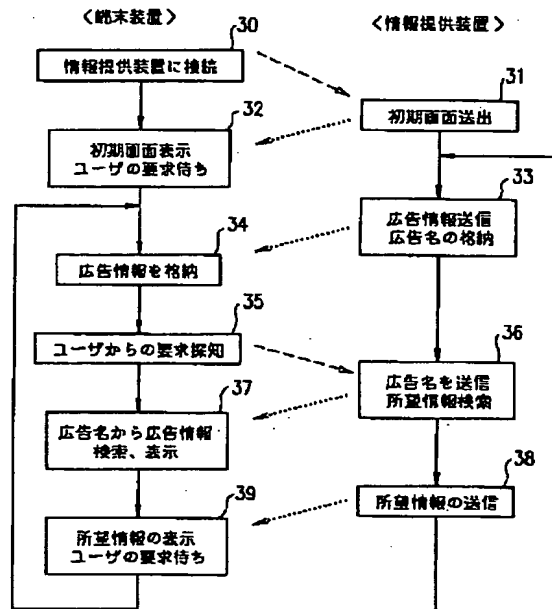 <端末装置>
<情報提供装置>
30
情報提供装置に接続
31
初期画面送出
32
初期画面表示
ユーザの要求待ち
33
広告情報送信
広告名の格納
34
広告情報を格納
35
ユーザからの要求探知
36
広告名を送信
所望情報検索
37
広告名から広告情報
検索、表示
38
所望情報の送信
39
所望情報の表示
ユーザの要求待ち